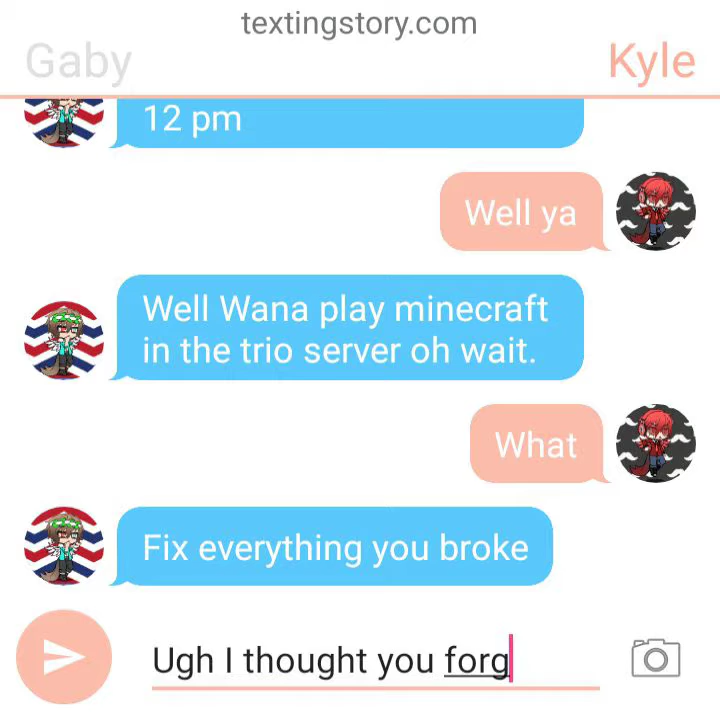 textingstory.com
Gaby
Kyle
12 pm
Well ya
Well Wana play minecraft
in the trio server oh wait.
What
Fix everything you broke
Ugh I thought you forg